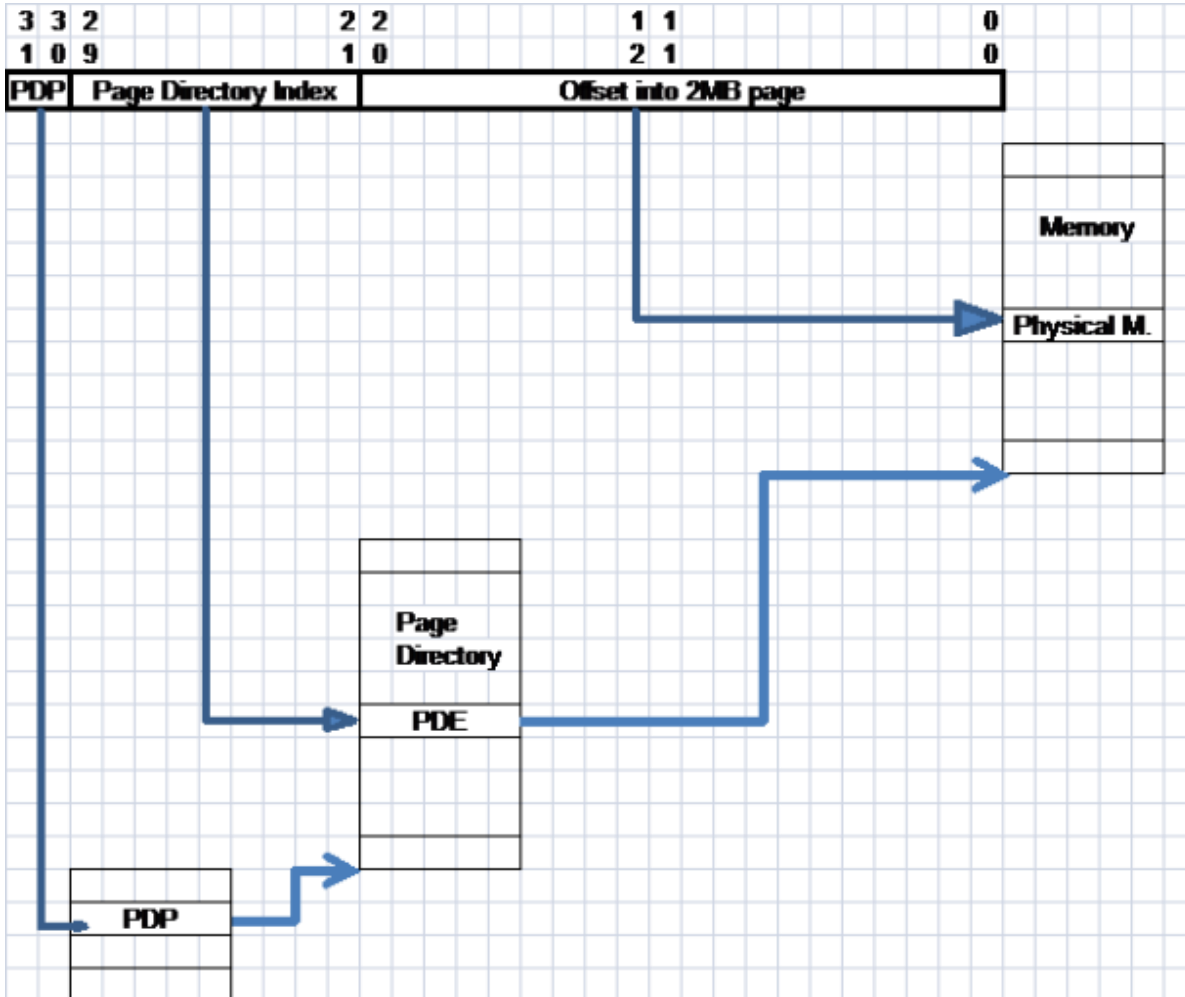 3 3 2 2 2 1 1 0
1 0 9 1 0 2 1 0
PDP Page Directory Index Offset into 2MB page
Memory
Physical M.
Page
Directory
PDE
PDP